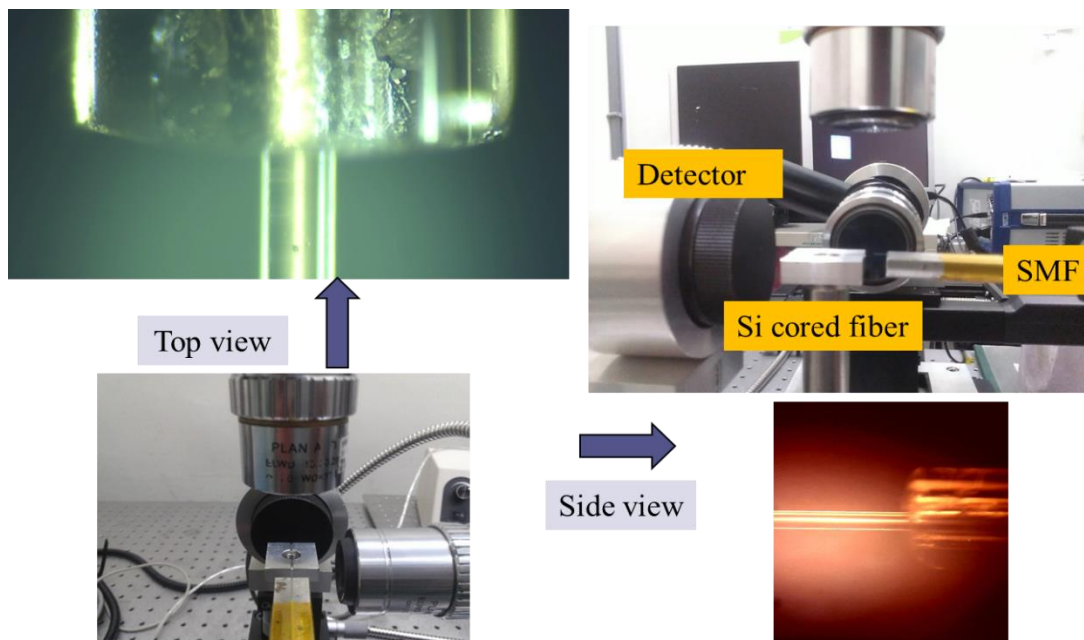 Detector
SMF
Si cored fiber
Top view
PLAN A
Side view